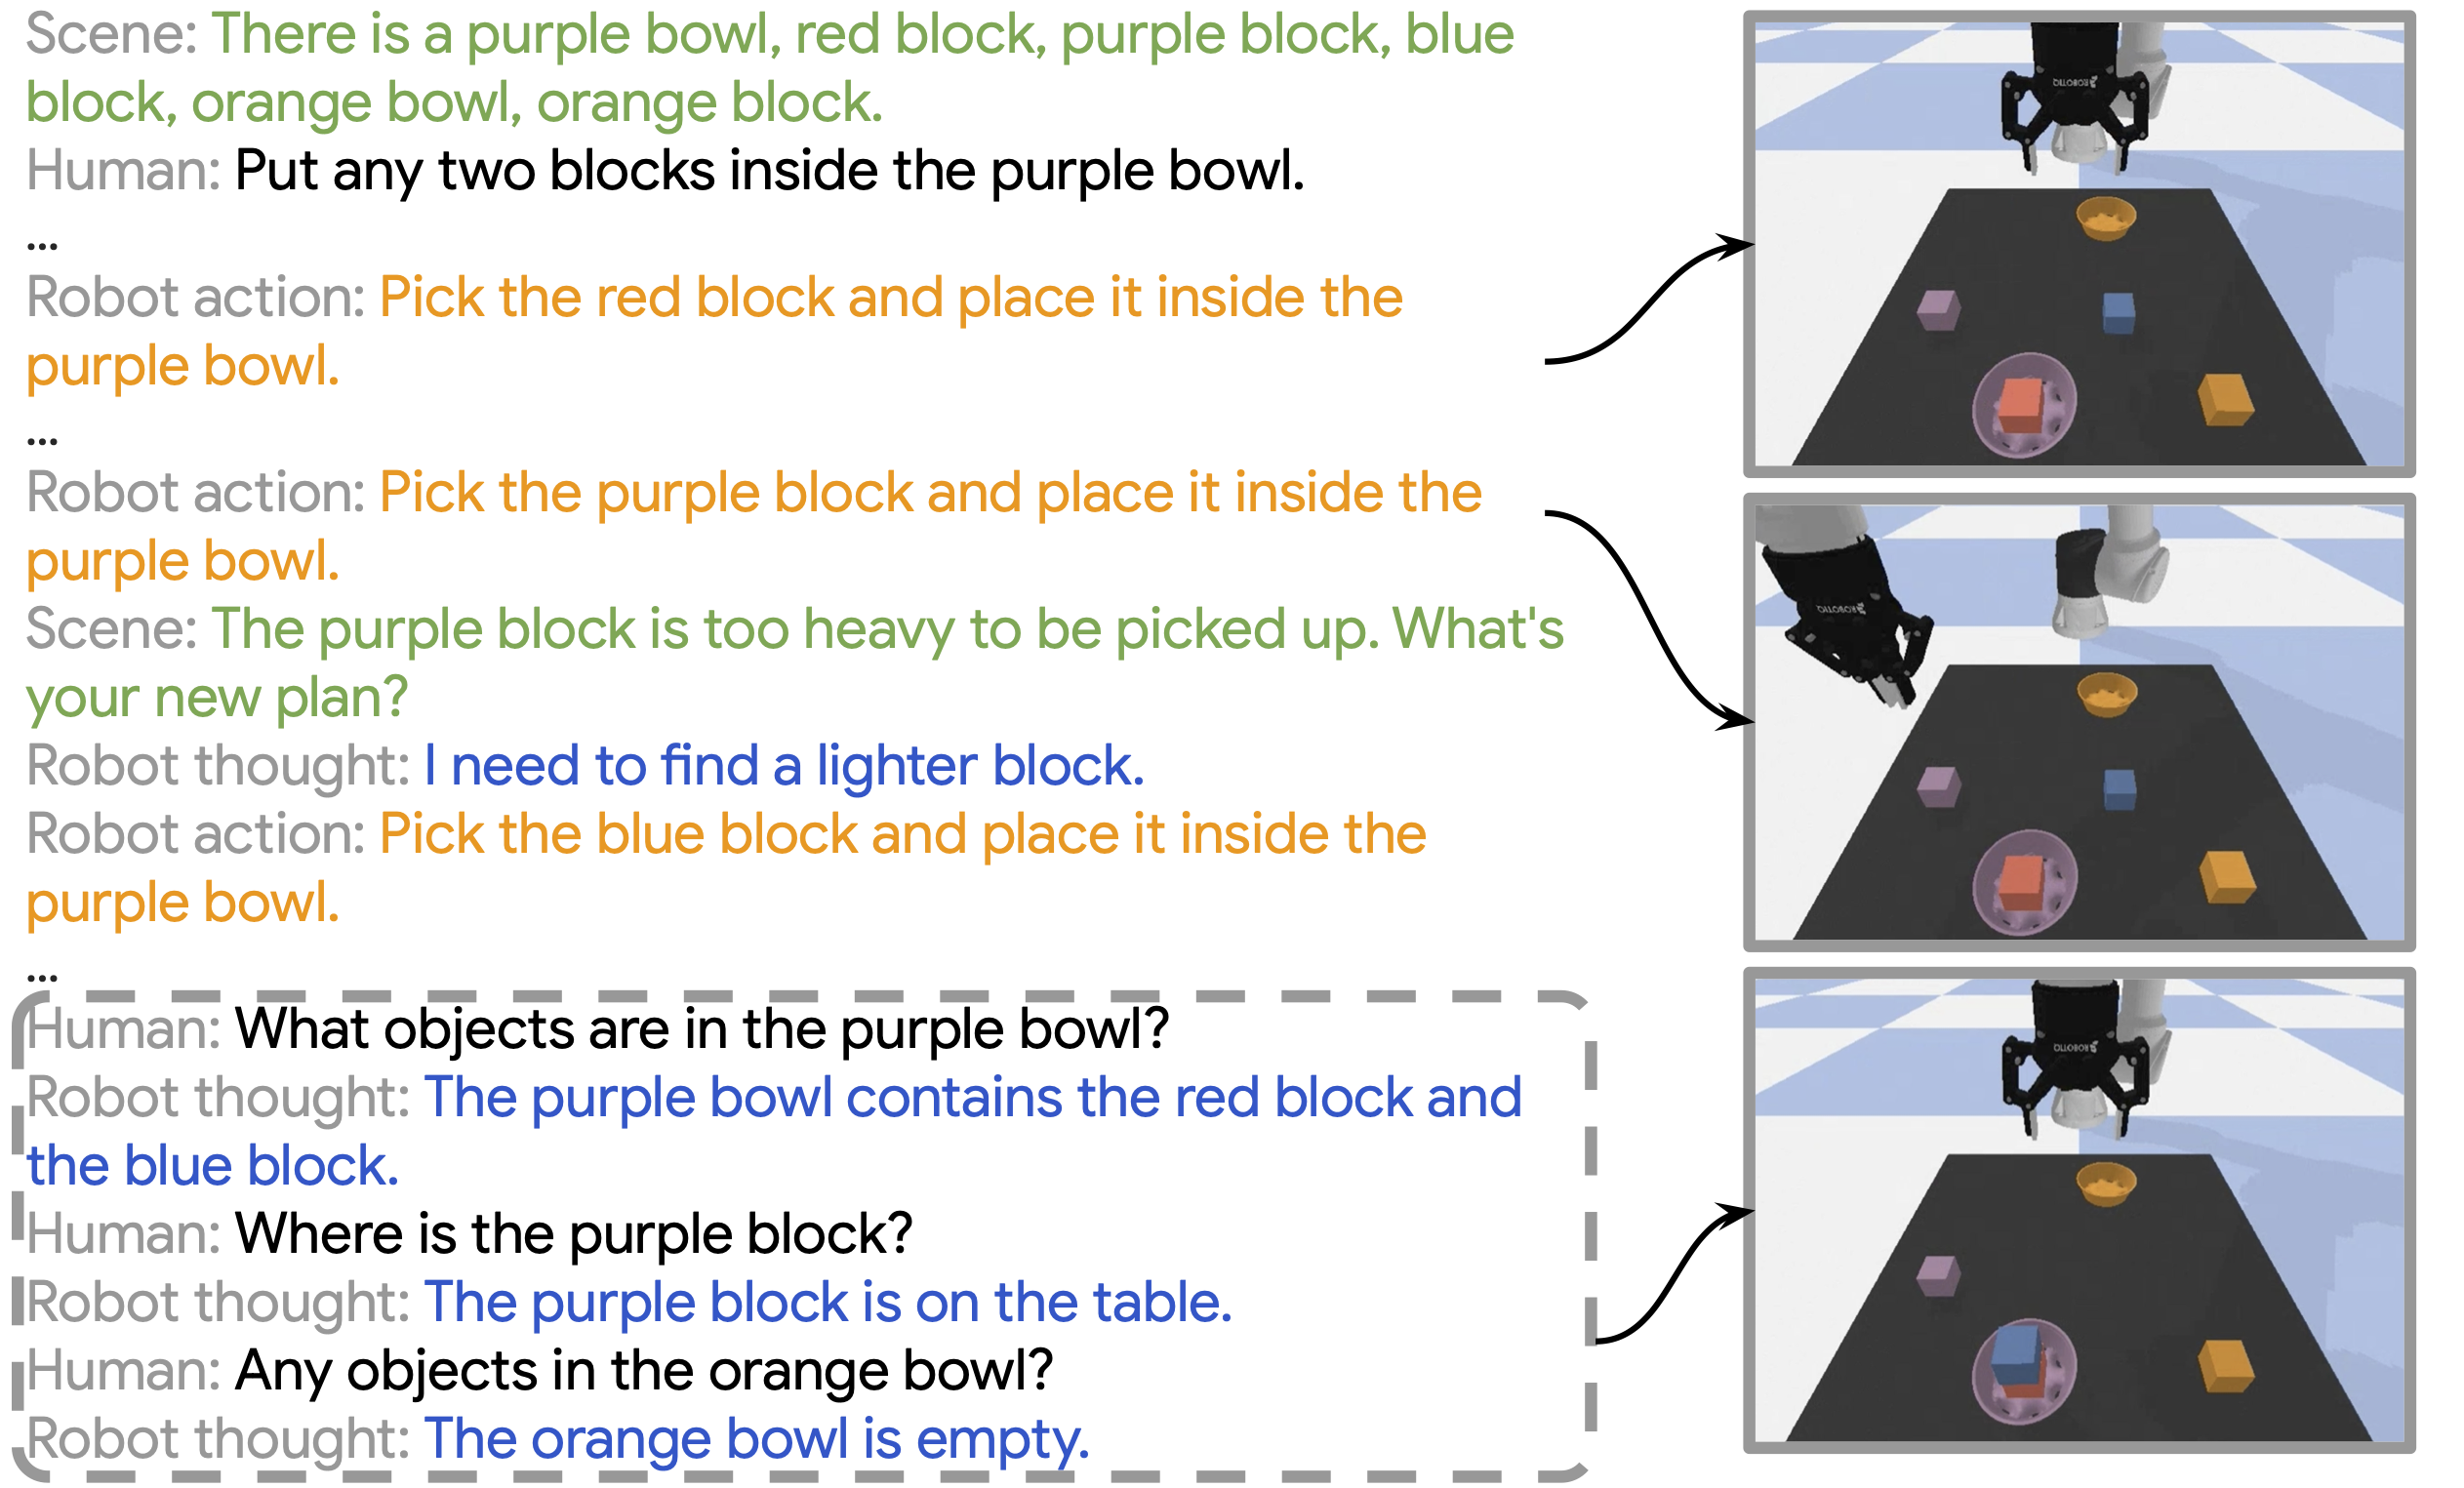 Scene: There is a purple bowl, red block, purple block, blue
block, orange bowl, orange block.
Human: Put any two blocks inside the purple bowl.
...
Robot action: Pick the red block and place it inside the
purple bowl.
...
Robot action: Pick the purple block and place it inside the
purple bowl.
Scene: The purple block is too heavy to be picked up. What's
your new plan?
Robot thought: I need to find a lighter block.
Robot action: Pick the blue block and place it inside the
purple bowl.
...
Human: What objects are in the purple bowl?
Robot thought: The purple bowl contains the red block and
the blue block.
Human: Where is the purple block?
Robot thought: The purple block is on the table.
Human: Any objects in the orange bowl?
Robot thought: The orange bowl is empty.
ROBOTIQ
ROBOTIQ
ROBOTIQ